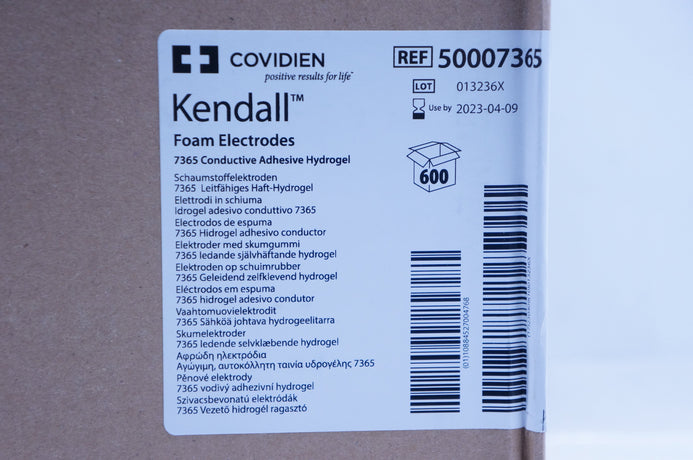 COVIDIEN
positive results for life™
REF 50007365
LOT 013236X
Use by 2023-04-09
Kendall™
Foam Electrodes
7365 Conductive Adhesive Hydrogel
600
Schaumstoffelektroden
7365 Leitfähiges Haft-Hydrogel
Elettrodi in schiuma
Idrogel adesivo conduttivo 7365
Electrodos de espuma
7365 Hidrogel adhesivo conductor
Elektroder med skumgummi
7365 ledande självhäftande hydrogel
Elektroden op schuimrubber
7365 Geleidend zelfklevend hydrogel
Eléctrodos em espuma
7365 hidrogel adesivo condutor
Vaahtomuovielektrodit
7365 Sähköä johtava hydrogeelitarra
Skumelektroder
7365 ledende selvklæbende hydrogel
Αφρώδη ηλεκτρόδια
Αγώγιμη, αυτοκόλλητη ταινία υδρογέλης 7365
Pěnové elektrody
7365 vodivý adhezivní hydrogel
Szivacsbevonatú elektródák
7365 Vezető hidrogél ragasztó
(01)10884527004768